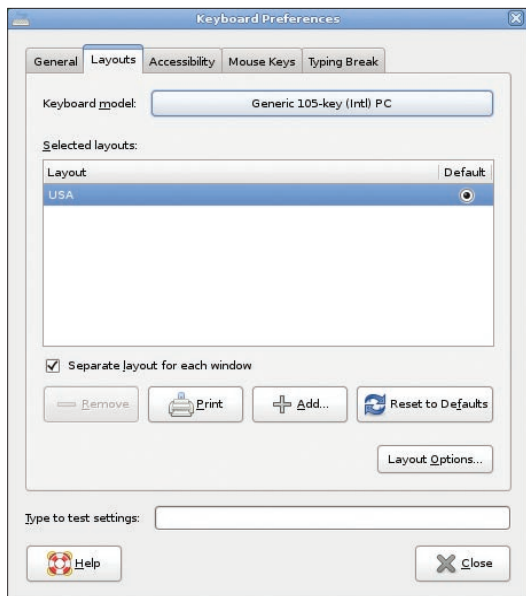 Keyboard Preferences
General Layouts Accessibility Mouse Keys Typing Break
Keyboard model: Generic 105-key (Intl) PC
Selected layouts:
Layout Default
USA
Separate layout for each window
Remove Print Add... Reset to Defaults
Layout Options...
Type to test settings:
Help Close